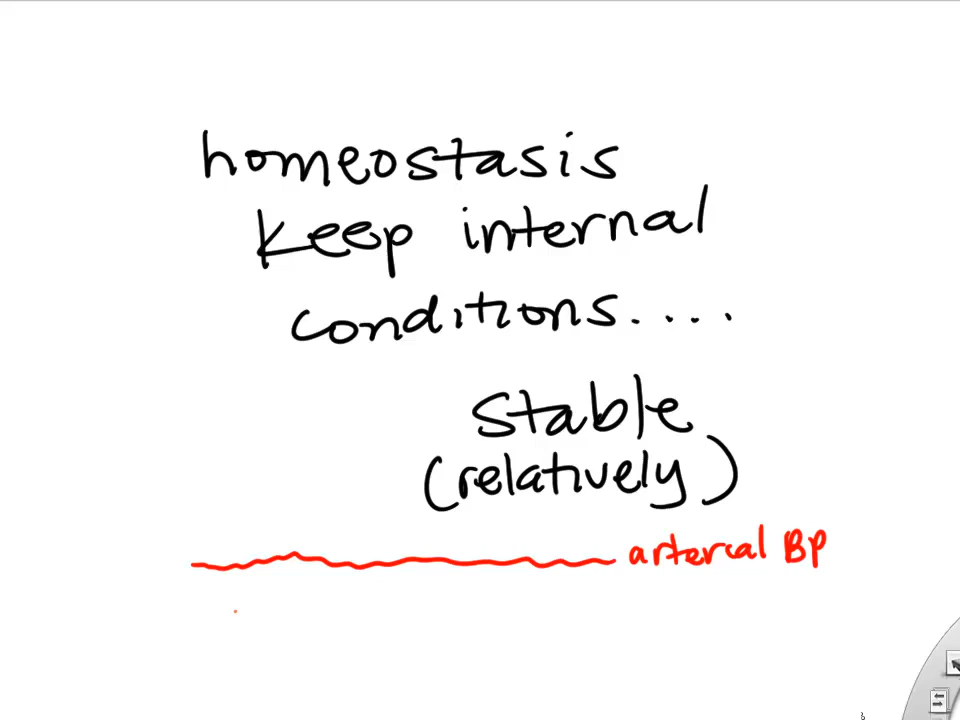 homeostasis
keep internal
conditions....
stable
(relatively)
arterial BP